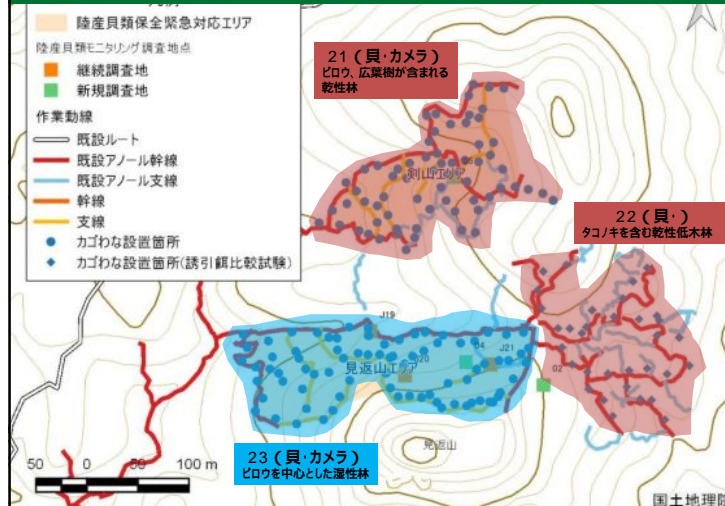 陸産貝類保全緊急対応エリア
陸産貝類モニタリング調査地点
継続調査地
新規調査地
作業動線
既設ルート
既設アノール幹線
既設アノール支線
幹線
支線
カゴわな設置箇所
カゴわな設置箇所(誘引餌比較試験)
50 0 50 100 m
21(貝・カメラ)
ビロウ、広葉樹が含まれる
乾性林
剣山エリア
22(貝・)
タコノキを含む乾性低木林
J19
見返山エリア
04
J21
02
23(貝・カメラ)
ビロウを中心とした湿性林
見返山
国土地理院